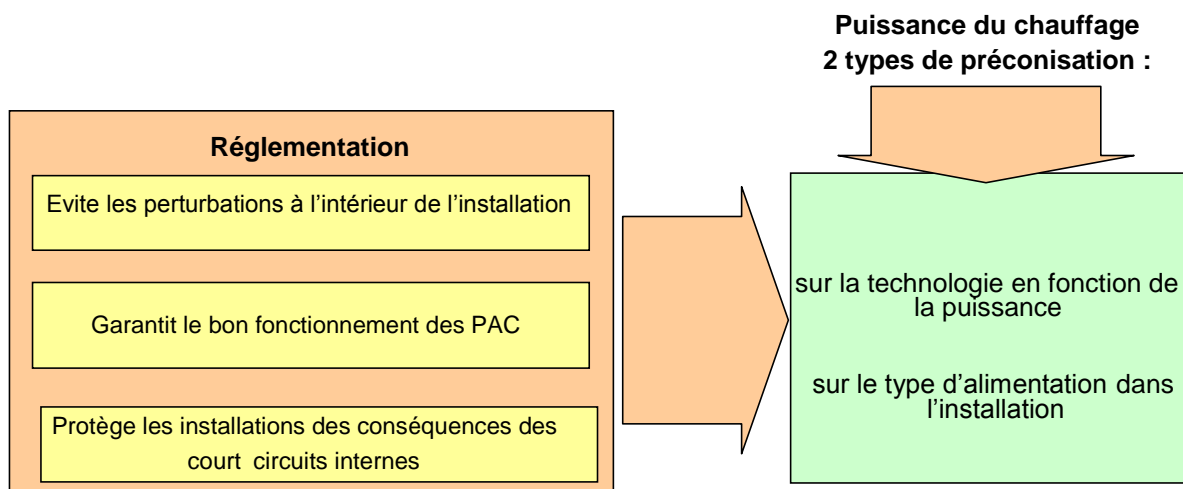 Puissance du chauffage
2 types de préconisation :
Réglementation
Evite les perturbations à l'intérieur de l'installation
Garantit le bon fonctionnement des PAC
Protège les installations des conséquences des
court circuits internes
sur la technologie en fonction de
la puissance
sur le type d'alimentation dans
l'installation